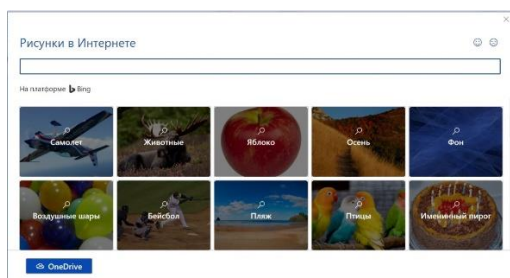 Рисунки в Интернете
На платформе Bing
Самолет
Животные
Яблоко
Осень
Фон
Воздушные шары
Бейсбол
Пляж
Птицы
Именинный пирог
OneDrive